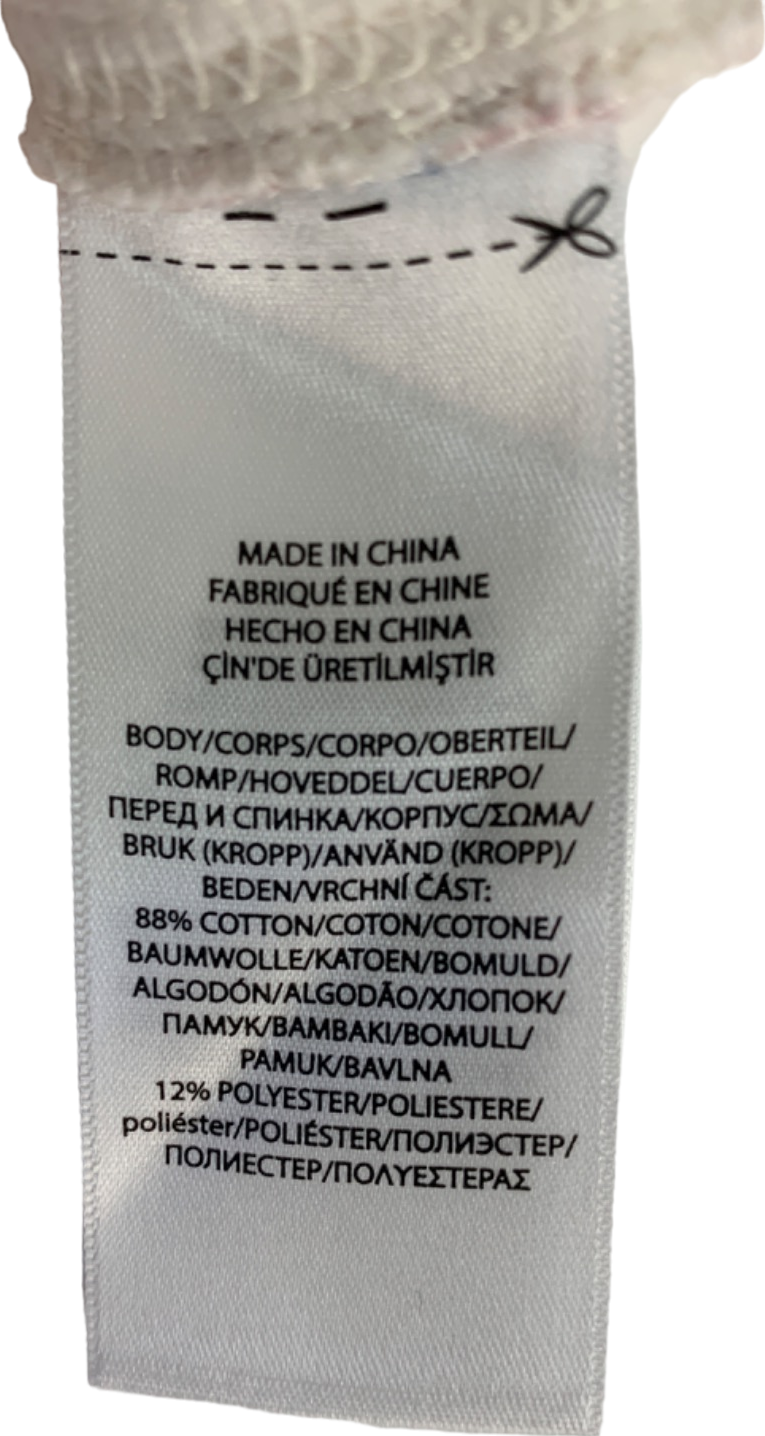 MADE IN CHINA
FABRIQUÉ EN CHINE
HECHO EN CHINA
ÇİN'DE ÜRETİLMİŞTİR
BODY/CORPS/CORPO/OBERTEIL/
ROMP/HOVEDDEL/CUERPO/
ПЕРЕД И СПИНКА/КОРПУС/ΣΩΜΑ/
BRUK (KROPP)/ANVÄND (KROPP)/
BEDEN/VRCHNÍ ČÁST:
88% COTTON/COTON/COTONE/
BAUMWOLLE/KATOEN/BOMULD/
ALGODÓN/ALGODÃO/ХЛОПОК/
ПАМУК/ΒΑΜΒΑΚΙ/BOMULL/
PAMUK/BAVLNA
12% POLYESTER/POLIESTERE/
poliéster/POLIÉSTER/ПОЛИЭСТЕР/
ПОЛИЕСТЕР/ΠΟΛΥΕΣΤΕΡΑΣ